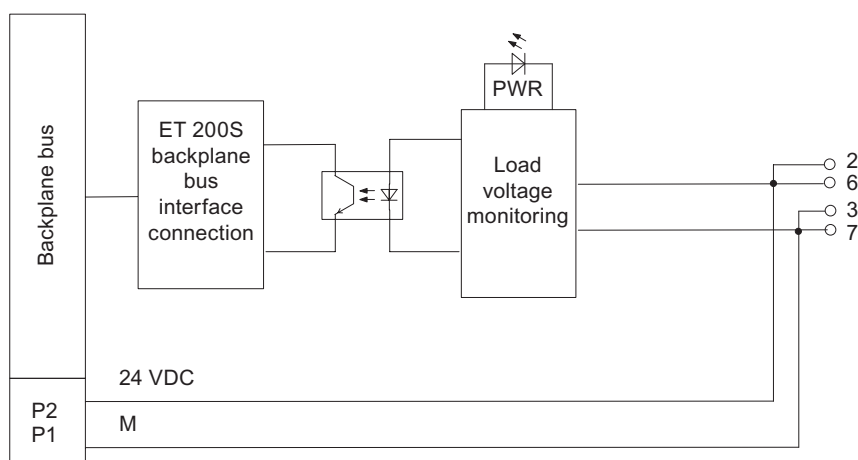 Backplane bus
ET 200S
backplane
bus
interface
connection
PWR
Load
voltage
monitoring
2
6
3
7
24 VDC
P2
M
P1